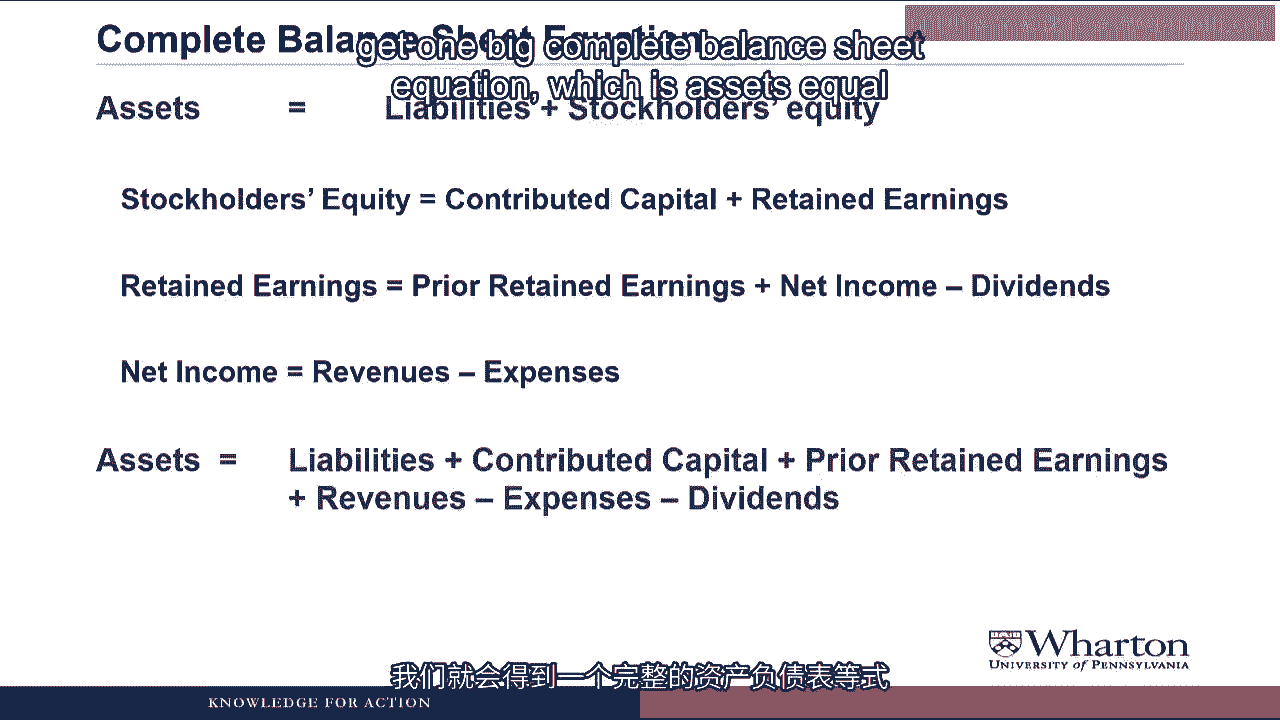 Complete Balance Sheet Equation
get one big complete balance sheet
equation, which is assets equal
Assets = Liabilities + Stockholders’ equity
Stockholders’ Equity = Contributed Capital + Retained Earnings
Retained Earnings = Prior Retained Earnings + Net Income – Dividends
Net Income = Revenues – Expenses
Assets = Liabilities + Contributed Capital + Prior Retained Earnings
+ Revenues – Expenses – Dividends
Wharton
UNIVERSITY of PENNSYLVANIA
我们就会得到一个完整的资产负债表等式
KNOWLEDGE FOR ACTION